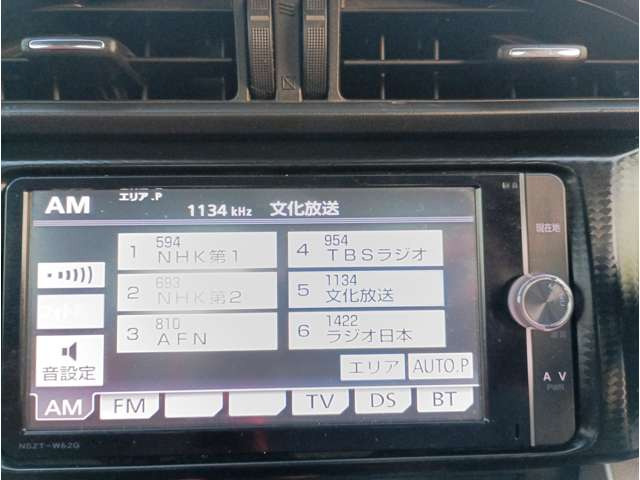 AM エリア.P 1134 kHz 文化放送
1 594 NHK第1
2 693 NHK第2
3 810 AFN
4 954 TBSラジオ
5 1134 文化放送
6 1422 ラジオ日本
音設定
エリア AUTO.P
AM FM TV DS BT
現在地
A V
PWR
NSZT-W62G